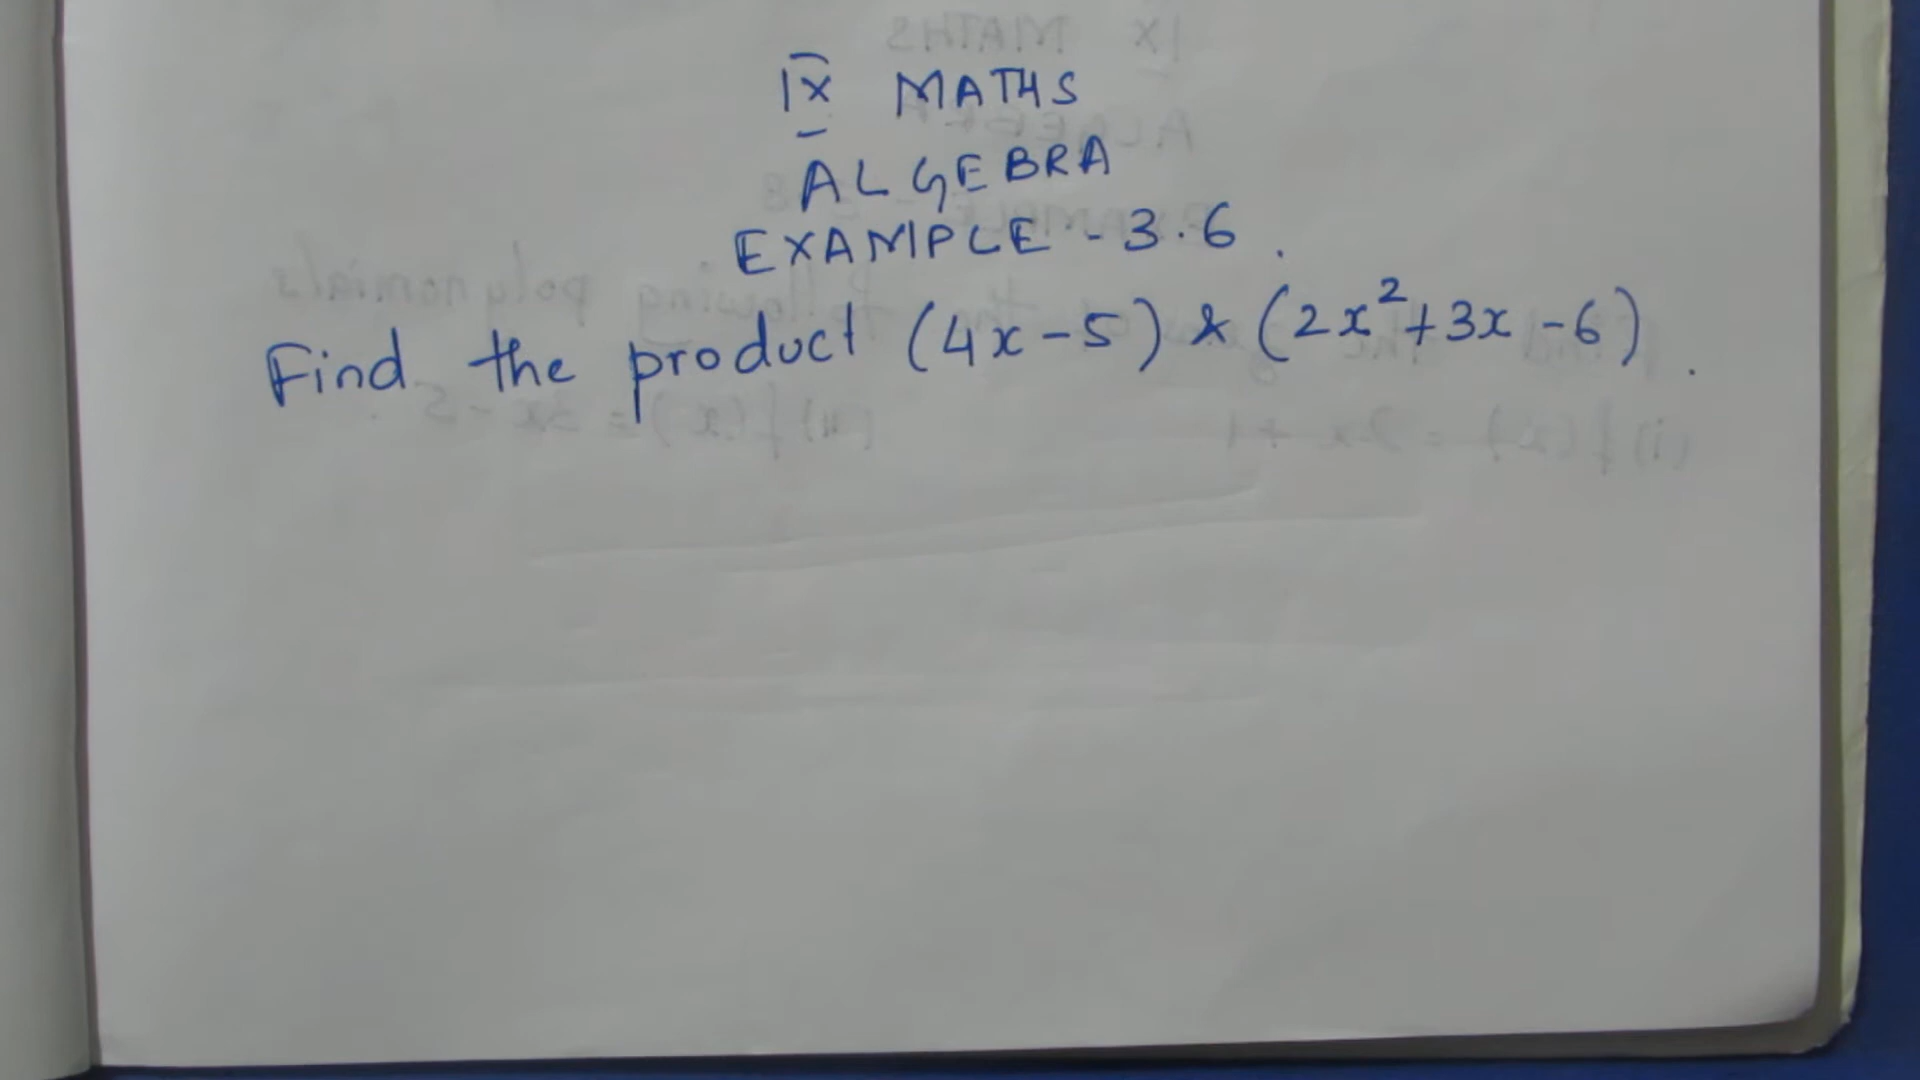 IX MATHS
ALGEBRA
EXAMPLE - 3.6.
Find the product (4x-5) & (2x²+3x-6).